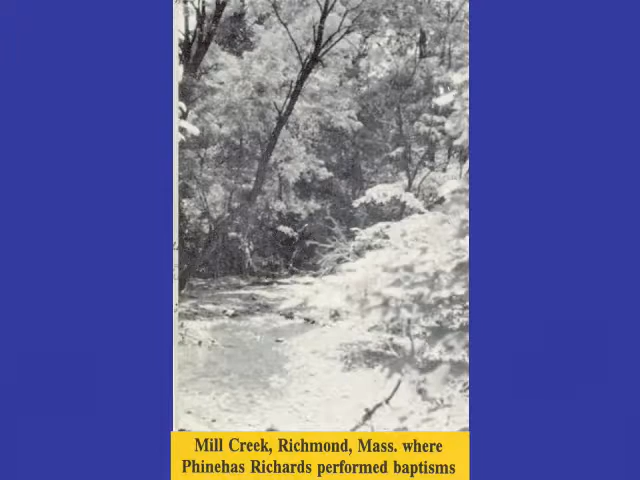 Mill Creek, Richmond, Mass. where
Phinehas Richards performed baptisms